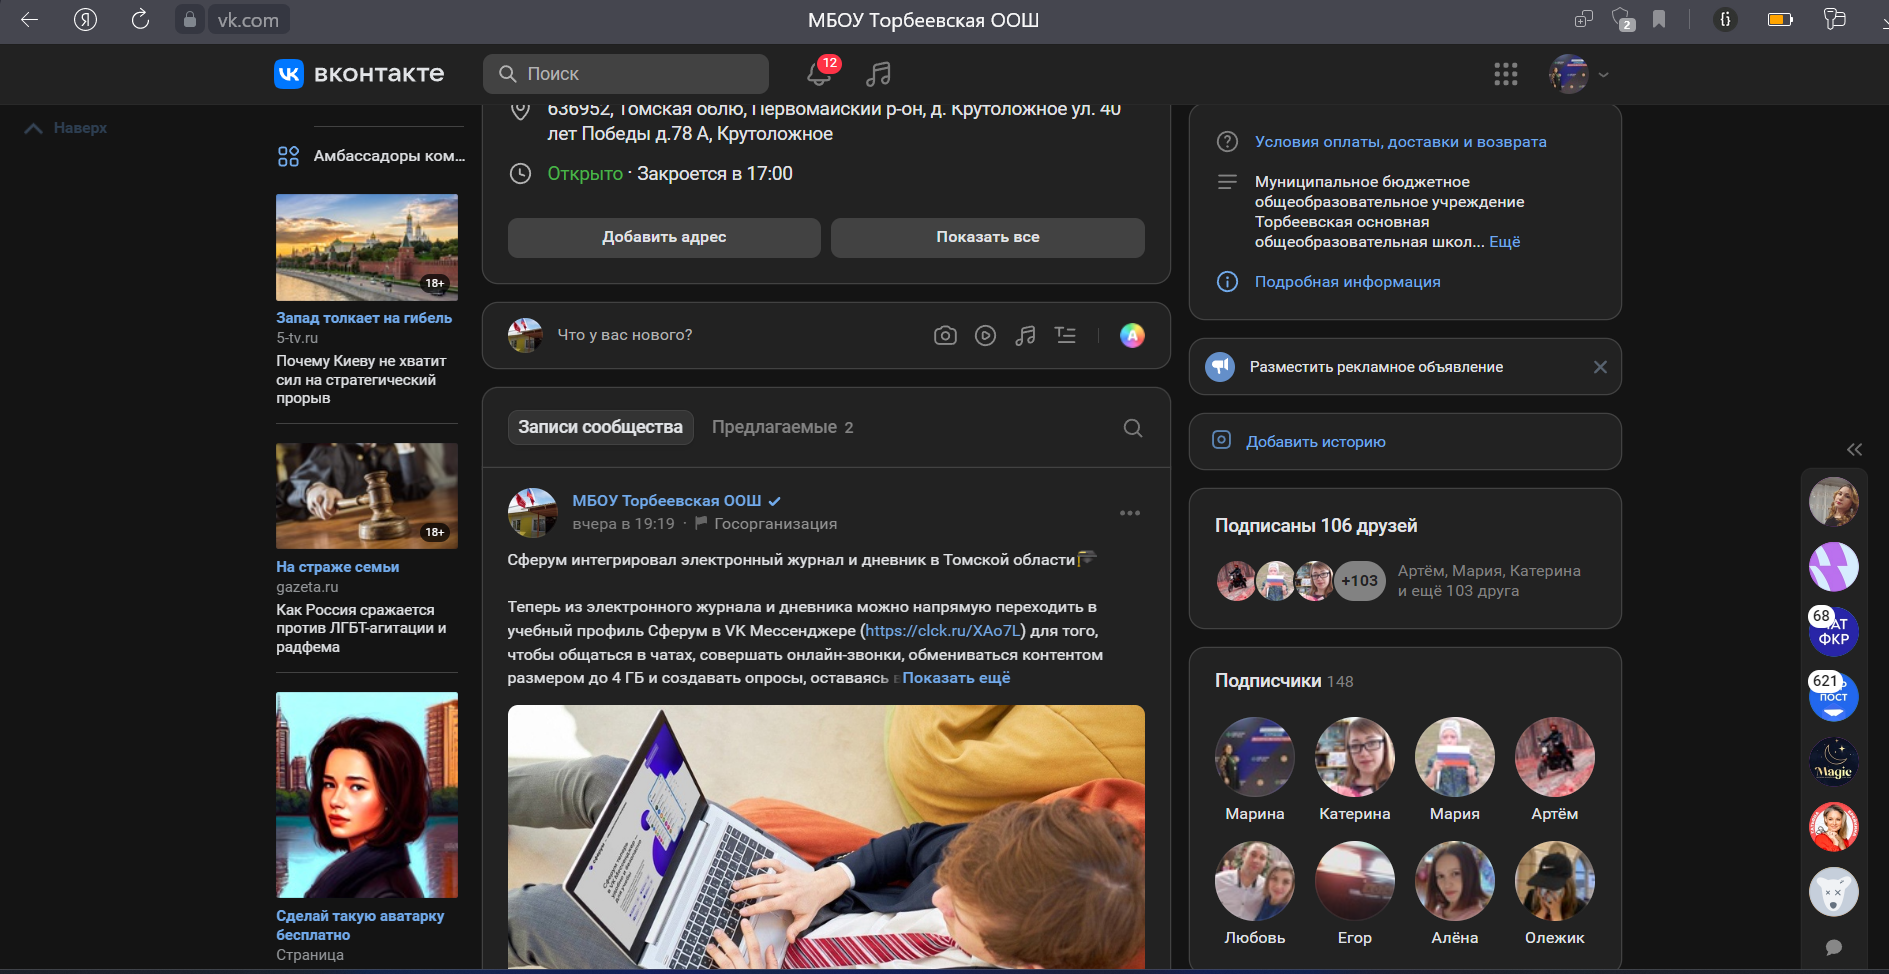 vk.com
МБОУ Торбеевская ООШ
2
вконтакте
Поиск
12
Наверх
Амбассадоры ком...
18+
Запад толкает на гибель
5-tv.ru
Почему Киеву не хватит
сил на стратегический
прорыв
18+
На страже семьи
gazeta.ru
Как Россия сражается
против ЛГБТ-агитации и
радфема
Сделай такую аватарку
бесплатно
Страница
636952, Томская облю, Первомайский р-он, д. Крутоложное ул. 40
лет Победы д.78 А, Крутоложное
Открыто · Закроется в 17:00
Добавить адрес
Показать все
Что у вас нового?
Записи сообщества
Предлагаемые 2
МБОУ Торбеевская ООШ
вчера в 19:19 · Госорганизация
Сферум интегрировал электронный журнал и дневник в Томской области
Теперь из электронного журнала и дневника можно напрямую переходить в
учебный профиль Сферум в VK Мессенджере (https://clck.ru/XAo7L) для того,
чтобы общаться в чатах, совершать онлайн-звонки, обмениваться контентом
размером до 4 ГБ и создавать опросы, оставаясь в Показать ещё
Условия оплаты, доставки и возврата
Муниципальное бюджетное
общеобразовательное учреждение
Торбеевская основная
общеобразовательная школ... Ещё
Подробная информация
Разместить рекламное объявление
Добавить историю
Подписаны 106 друзей
+103
Артём, Мария, Катерина
и ещё 103 друга
Подписчики 148
Марина
Катерина
Мария
Артём
Любовь
Егор
Алёна
Олежик
68
ФКР
621
ПОСТ
Magic